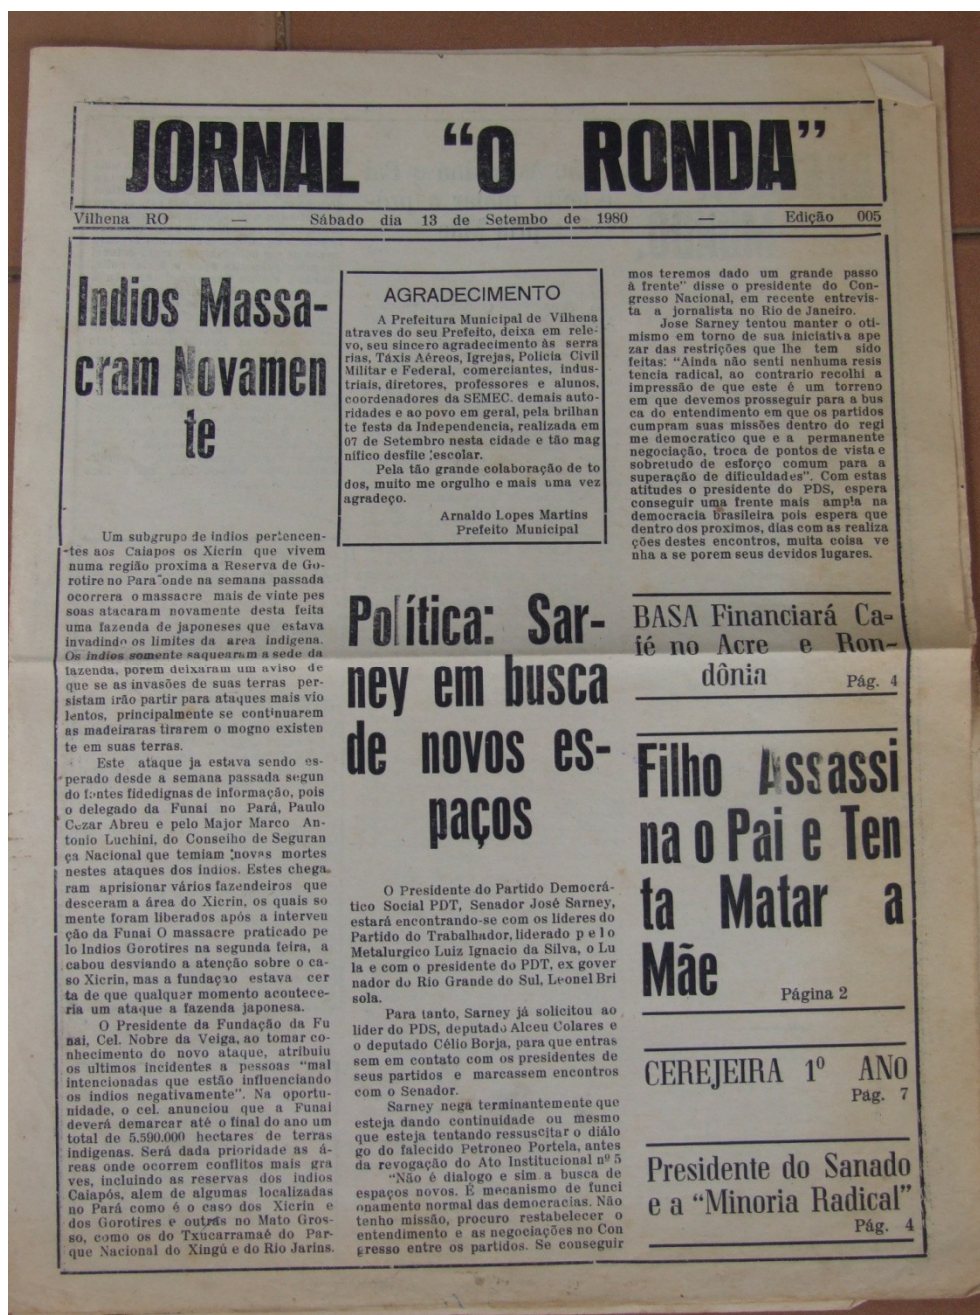 JORNAL "O RONDA"
Vilhena RO — Sábado dia 13 de Setembo de 1980 — Edição 005
Indios Massa-
cram Novamen
te
Um subgrupo de indios pertencen-
tes aos Caiapos os Xicrin que vivem
numa região proxima a Reserva de Go-
rotire no Para onde na semana passada
ocorrera o massacre mais de vinte pes
soas atacaram novamente desta feita
uma fazenda de japoneses que estava
invadindo os limites da area indigena.
Os indios somente saquearam a sede da
fazenda, porem deixaram um aviso de
que se as invasões de suas terras per-
sistam irão partir para ataques mais vio
lentos, principalmente se continuarem
as madeiraras tirarem o mogno existen
te em suas terras.
Este ataque ja estava sendo es-
perado desde a semana passada segun
do fontes fidedignas de informação, pois
o delegado da Funai no Pará, Paulo
Cezar Abreu e pelo Major Marco An-
tonio Luchini, do Conselho de Seguran
ça Nacional que temiam novas mortes
nestes ataques dos indios. Estes chega.
ram aprisionar vários fazendeiros que
desceram a área do Xicrin, os quais so
mente foram liberados após a interveu
ção da Funai O massacre praticado pe
lo Indios Gorotires na segunda feira, a
cabou desviando a atenção sobre o ca-
so Xicrin, mas a fundação estava cer
ta de que qualquer momento acontece-
ria um ataque a fazenda japonesa.
O Presidente da Fundação da Fu
nai, Cel. Nobre da Veiga, ao tomar co-
nhecimento do novo ataque, atribuiu
os ultimos incidentes a pessoas "mal
intencionadas que estão influenciando
os indios negativamente". Na oportu-
nidade, o cel. anunciou que a Funai
deverá demarcar até o final do ano um
total de 5.590.000 hectares de terras
indigenas. Será dada prioridade as á-
reas onde ocorrem conflitos mais gra
ves, incluindo as reservas dos indios
Caiapós, alem de algumas localizadas
no Pará como é o caso dos Xicrin e
dos Gorotires e outras no Mato Gros-
so, como os do Txucarramaê do Par-
que Nacional do Xingú e do Rio Jarins.
AGRADECIMENTO
A Prefeitura Municipal de Vilhena
atraves do seu Prefeito, deixa em rele-
vo, seu sincero agradecimento às serra
rias, Táxis Aéreos, Igrejas, Policia Civil
Militar e Federal, comerciantes, indus-
triais, diretores, professores e alunos,
coordenadores da SEMEC. demais auto-
ridades e ao povo em geral, pela brilhan
te festa da Independencia, realizada em
07 de Setembro nesta cidade e tão mag
nifico desfile escolar.
Pela tão grande colaboração de to
dos, muito me orgulho e mais uma vez
agradeço.
Arnaldo Lopes Martins
Prefeito Municipal
Política: Sar-
ney em busca
de novos es-
paços
O Presidente do Partido Democrá-
tico Social PDT, Senador José Sarney,
estará encontrando-se com os lideres do
Partido do Trabalhador, liderado pelo
Metalurgico Luiz Ignacio da Silva, o Lu
la e com o presidente do PDT, ex gover
nador do Rio Grande do Sul, Leonel Bri
sola.
Para tanto, Sarney já solicitou ao
lider do PDS, deputado Alceu Colares e
o deputado Célio Borja, para que entras
sem em contato com os presidentes de
seus partidos e marcassem encontros
com o Senador.
Sarney nega terminantemente que
esteja dando continuidade ou mesmo
que esteja tentando ressuscitar o diálo
go do falecido Petroneo Portela, antes
da revogação do Ato Institucional nº 5
"Não é dialogo e sim a busca de
espaços novos. É mecanismo de funci
onamento normal das democracias. Não
tenho missão, procuro restabelecer o
entendimento e as negociações no Con
gresso entre os partidos. Se conseguir
mos teremos dado um grande passo
à frente" disse o presidente do Con-
gresso Nacional, em recente entrevis-
ta a jornalista no Rio de Janeiro.
Jose Sarney tentou manter o oti-
mismo em torno de sua iniciativa ape
zar das restrições que lhe tem sido
feitas: "Ainda não senti nenhuma resis
tencia radical, ao contrario recolhi a
impressão de que este é um torreno
em que devemos prosseguir para a bus
ca do entendimento em que os partidos
cumpram suas missões dentro do regi
me democratico que e a permanente
negociação, troca de pontos de vista e
sobretudo de esforço comum para a
superação de dificuldades". Com estas
atitudes o presidente do PDS, espera
conseguir uma frente mais ampla na
democracia brasileira pois espera que
dentro dos proximos, dias com as realiza
ções destes encontros, muita coisa ve
nha a se porem seus devidos lugares.
BASA Financiará Ca-
fé no Acre e Ron-
dônia Pág. 4
Filho Assassi
na o Pai e Ten
ta Matar a
Mãe Página 2
CEREJEIRA 1º ANO
Pág. 7
Presidente do Sanado
e a "Minoria Radical"
Pág. 4